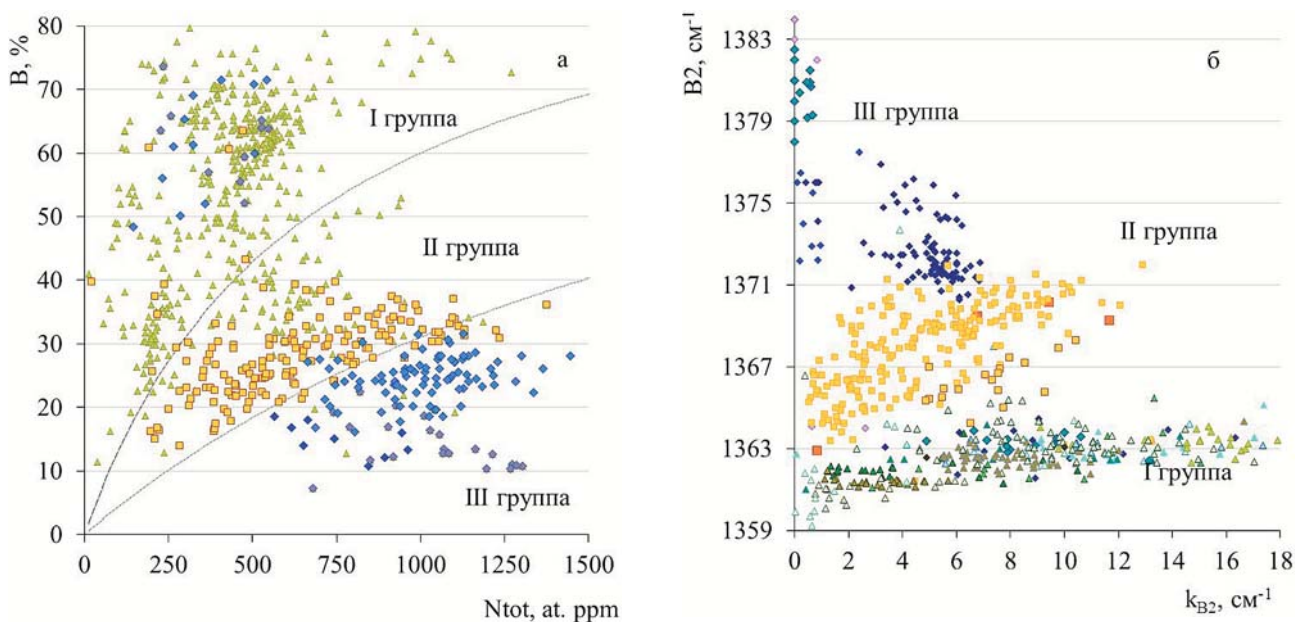 B, %
80
70
60
50
40
30
20
10
0
0
250
500
750
1000
1250
1500
Ntot, at. ppm
а
I группа
II группа
III группа
B2, см⁻¹
1383
1379
1375
1371
1367
1363
1359
0
2
4
6
8
10
12
14
16
18
k_B2, см⁻¹
б
III группа
II группа
I группа